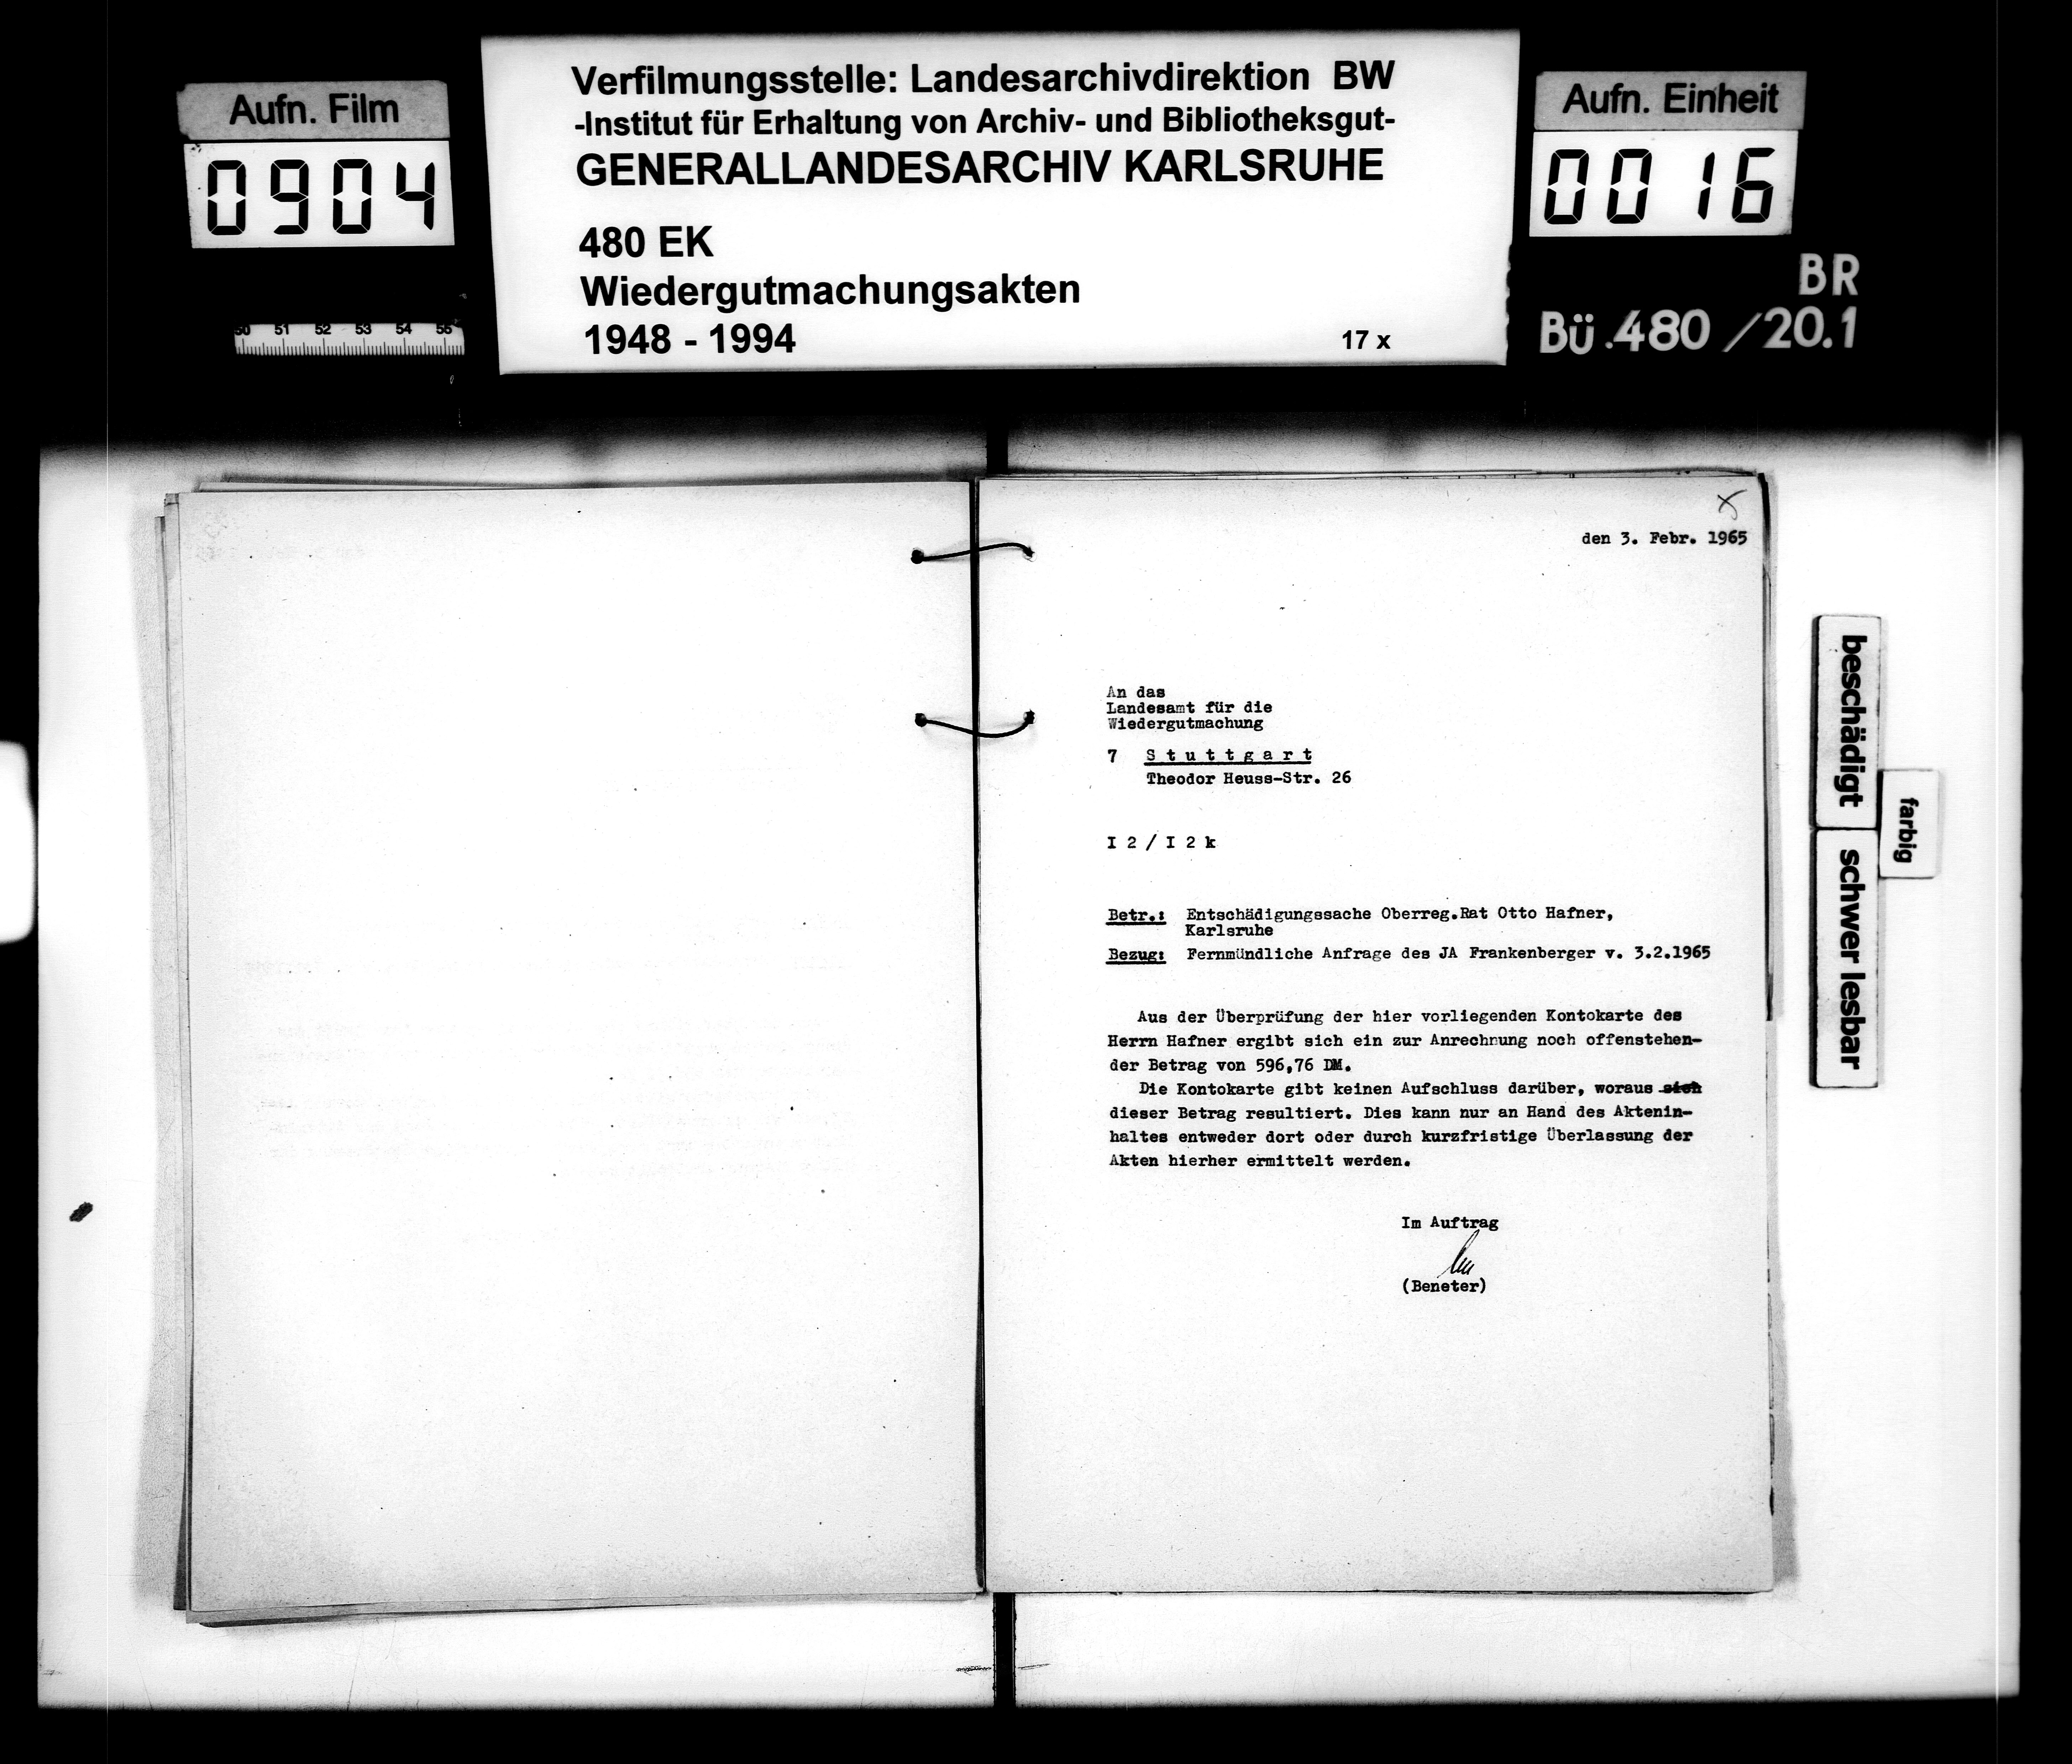 Aufn. Film
0904
Verfilmungsstelle: Landesarchivdirektion BW
-Institut für Erhaltung von Archiv- und Bibliotheksgut-
GENERALLANDESARCHIV KARLSRUHE
480 EK
Wiedergutmachungsakten
1948 - 1994
17 x
Aufn. Einheit
0016
BR
Bü.480/20.1
50 51 52 53 54 55
den 3. Febr. 1965
An das
Landesamt für die
Wiedergutmachung
7 S t u t t g a r t
Theodor Heuss-Str. 26
I 2 / I 2 k
Betr.: Entschädigungssache Oberreg.Rat Otto Hafner,
Karlsruhe
Bezug: Fernmündliche Anfrage des JA Frankenberger v. 3.2.1965
Aus der Überprüfung der hier vorliegenden Kontokarte des
Herrn Hafner ergibt sich ein zur Anrechnung noch offenstehen-
der Betrag von 596,76 DM.
Die Kontokarte gibt keinen Aufschluss darüber, woraus sich
dieser Betrag resultiert. Dies kann nur an Hand des Aktenin-
haltes entweder dort oder durch kurzfristige Überlassung der
Akten hierher ermittelt werden.
Im Auftrag
(Beneter)
beschädigt
farbig
schwer lesbar